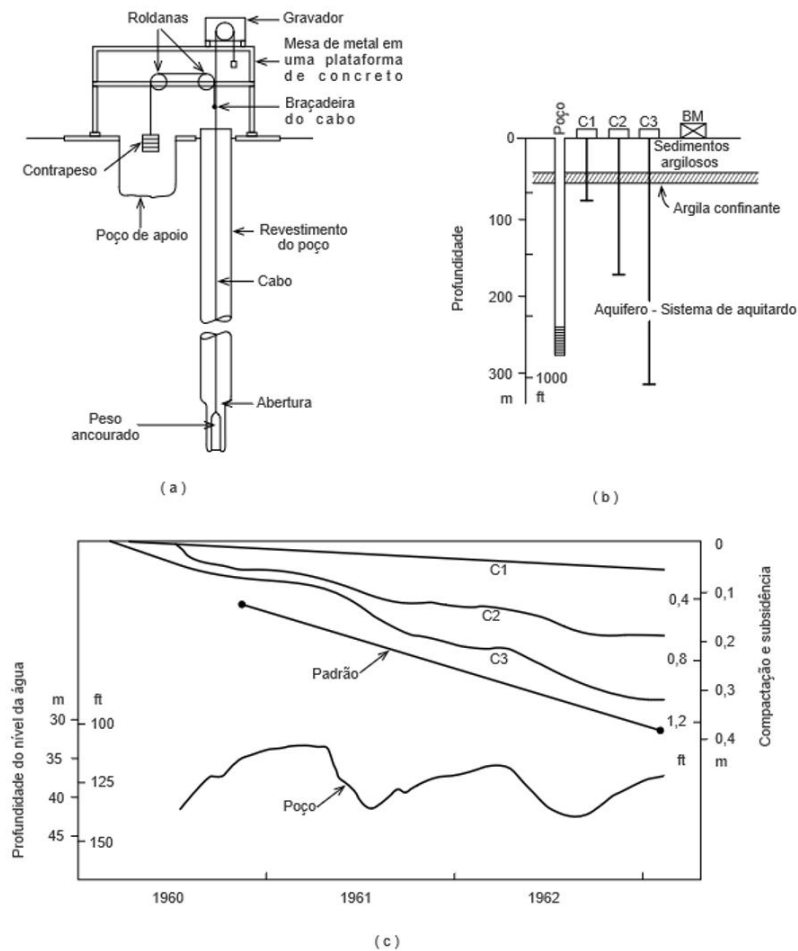 Roldanas
Gravador
Mesa de metal em
uma plataforma
de concreto
Braçadeira
do cabo
Contrapeso
Poço de apoio
Revestimento
do poço
Cabo
Abertura
Peso
ancourado
( a )
Poço
C1
C2
C3
BM
0
Sedimentos
argilosos
Argila confinante
100
Profundidade
200
Aquifero - Sistema de aquitardo
300
1000
m
ft
( b )
0
C1
0,1
0,4
C2
0,2
C3
0,8
Padrão
0,3
1,2
0,4
ft
m
Compactação e subsidência
m
ft
30
100
35
125
40
Poço
45
150
Profundidade do nível da água
1960
1961
1962
( c )